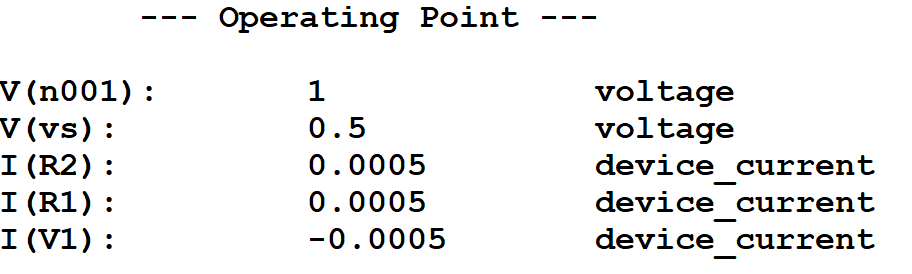 --- Operating Point ---
V(n001): 1 voltage
V(vs): 0.5 voltage
I(R2): 0.0005 device_current
I(R1): 0.0005 device_current
I(V1): -0.0005 device_current